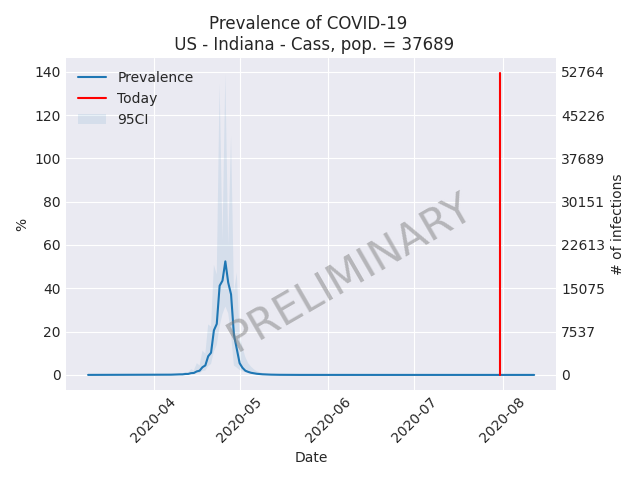 Prevalence of COVID-19
US - Indiana - Cass, pop. = 37689
Prevalence
Today
95CI
PRELIMINARY
140
120
100
80
60
40
20
0
%
52764
45226
37689
30151
22613
15075
7537
0
# of infections
2020-04
2020-05
2020-06
2020-07
2020-08
Date